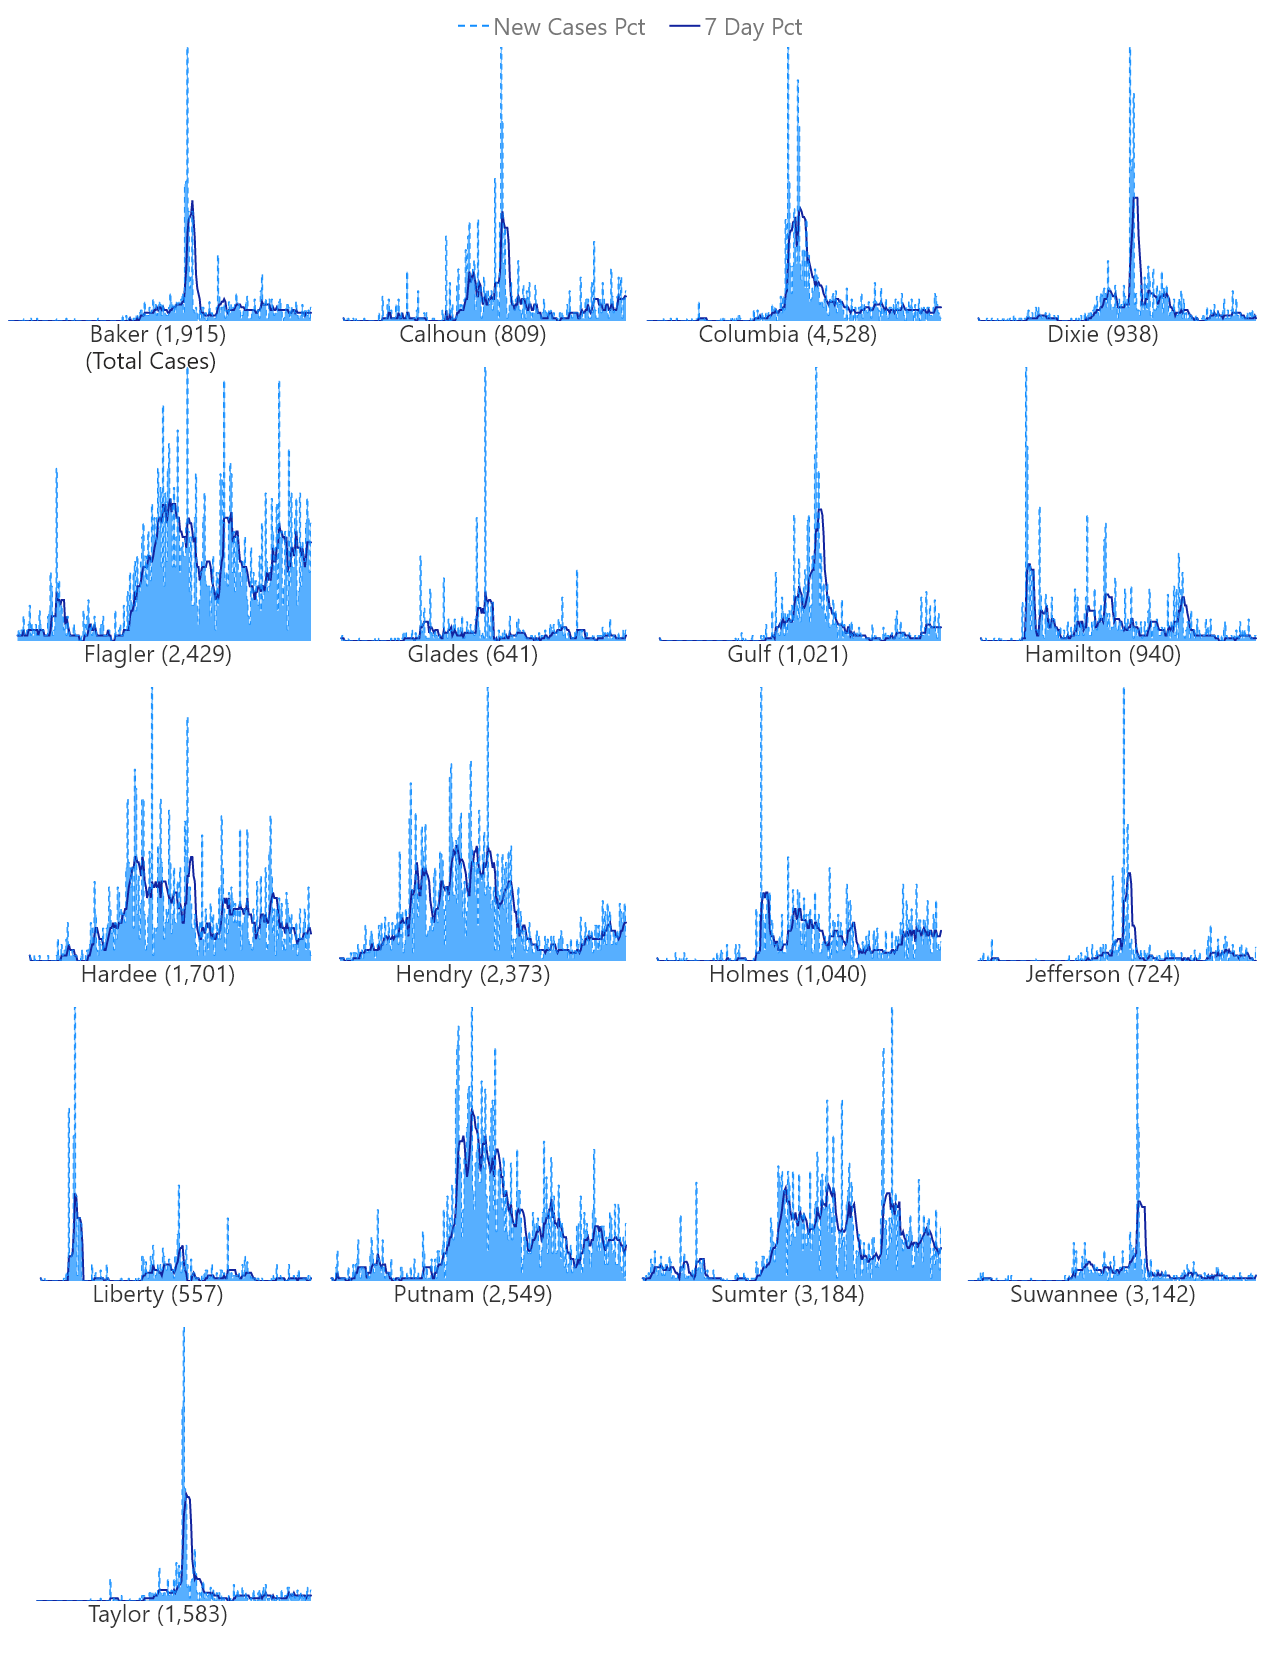 New Cases Pct 7 Day Pct
Baker (1,915) Calhoun (809) Columbia (4,528) Dixie (938)
(Total Cases)
Flagler (2,429) Glades (641) Gulf (1,021) Hamilton (940)
Hardee (1,701) Hendry (2,373) Holmes (1,040) Jefferson (724)
Liberty (557) Putnam (2,549) Sumter (3,184) Suwannee (3,142)
Taylor (1,583)